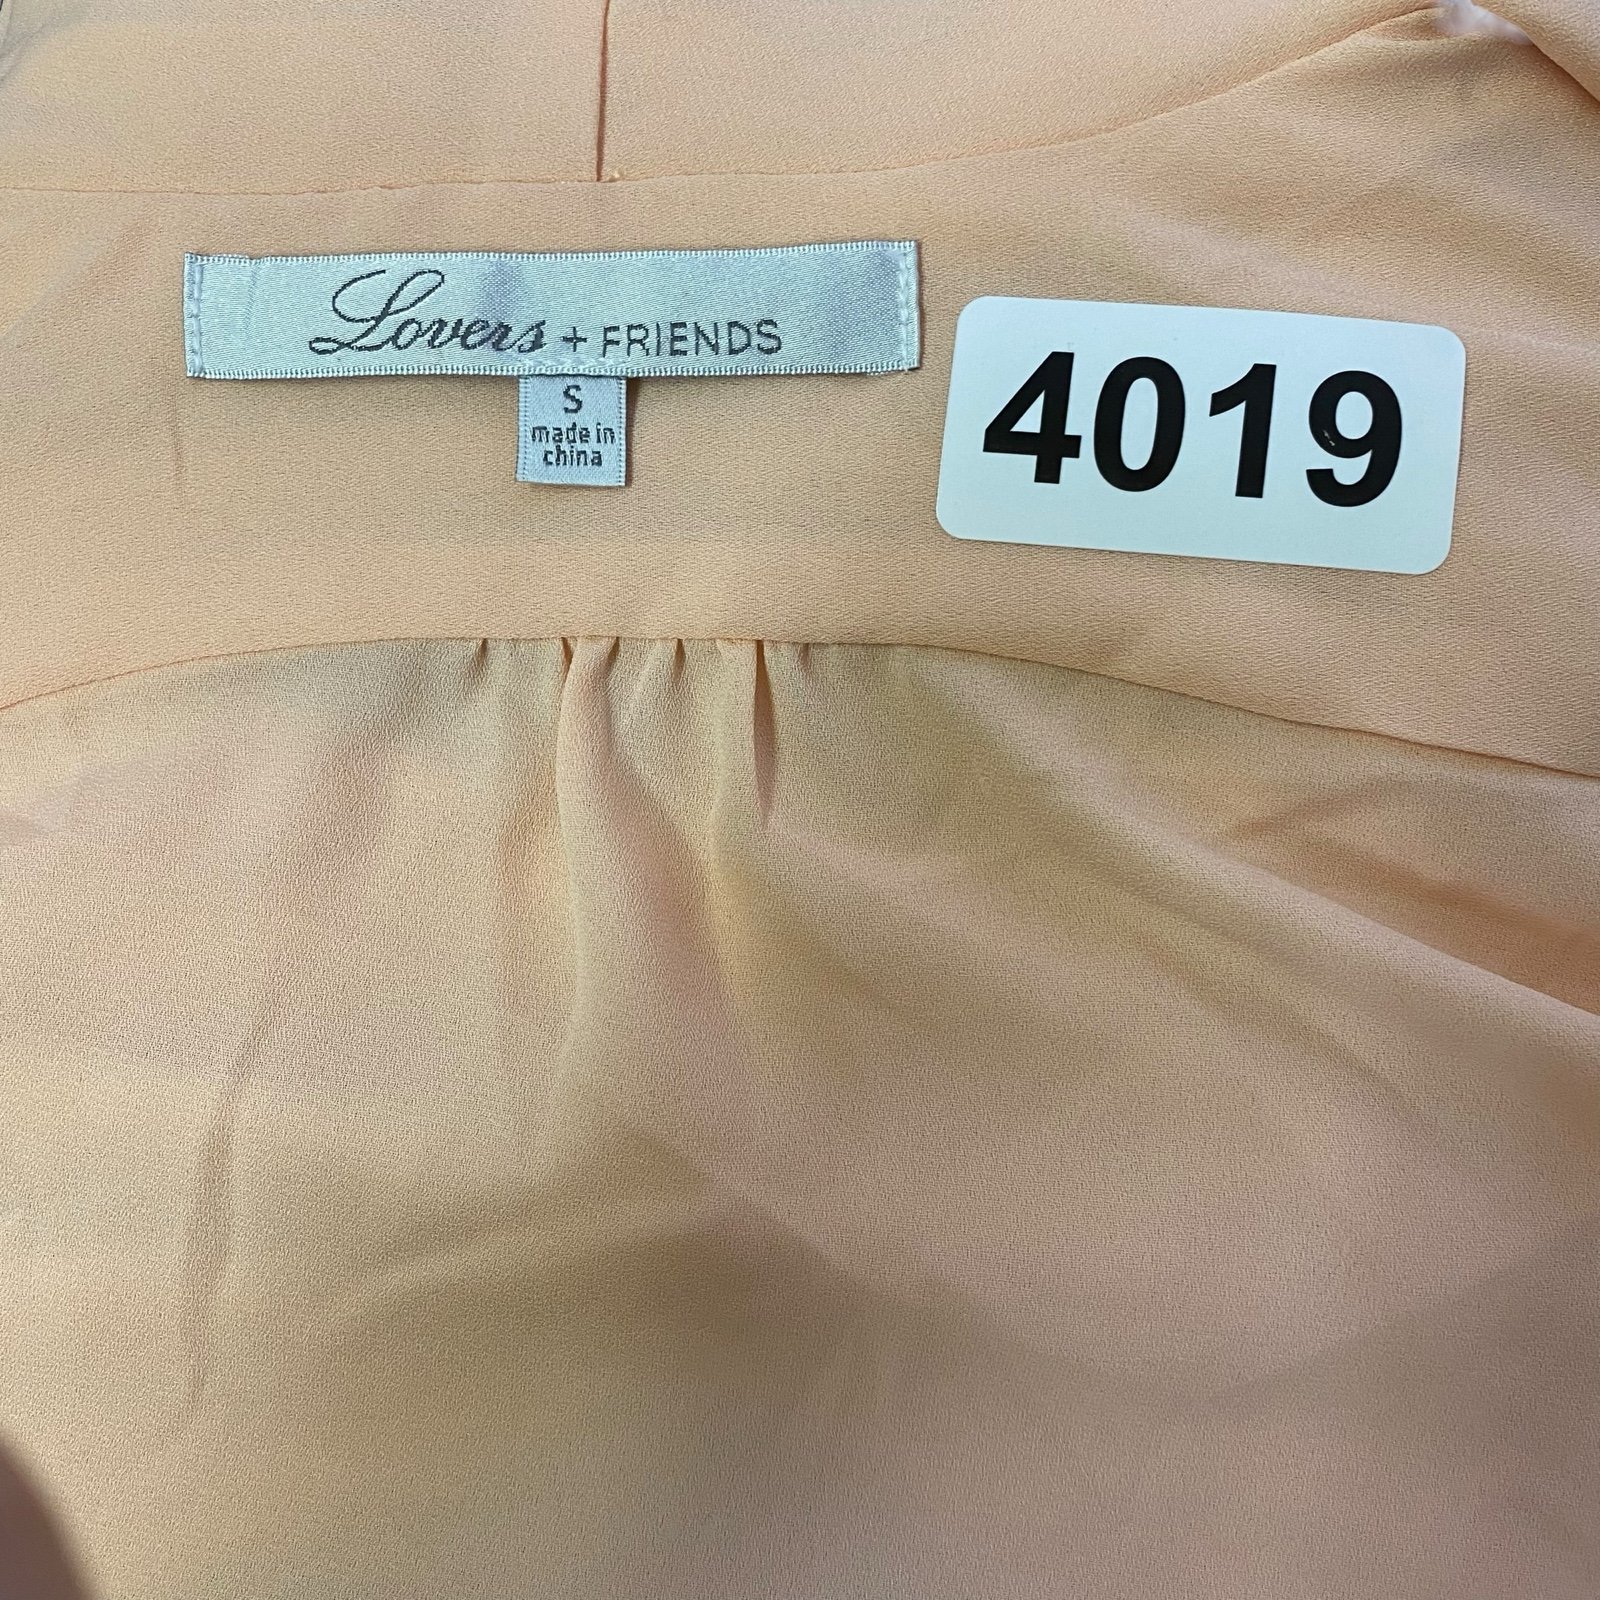 Lovers + FRIENDS
S
made in
china
4019